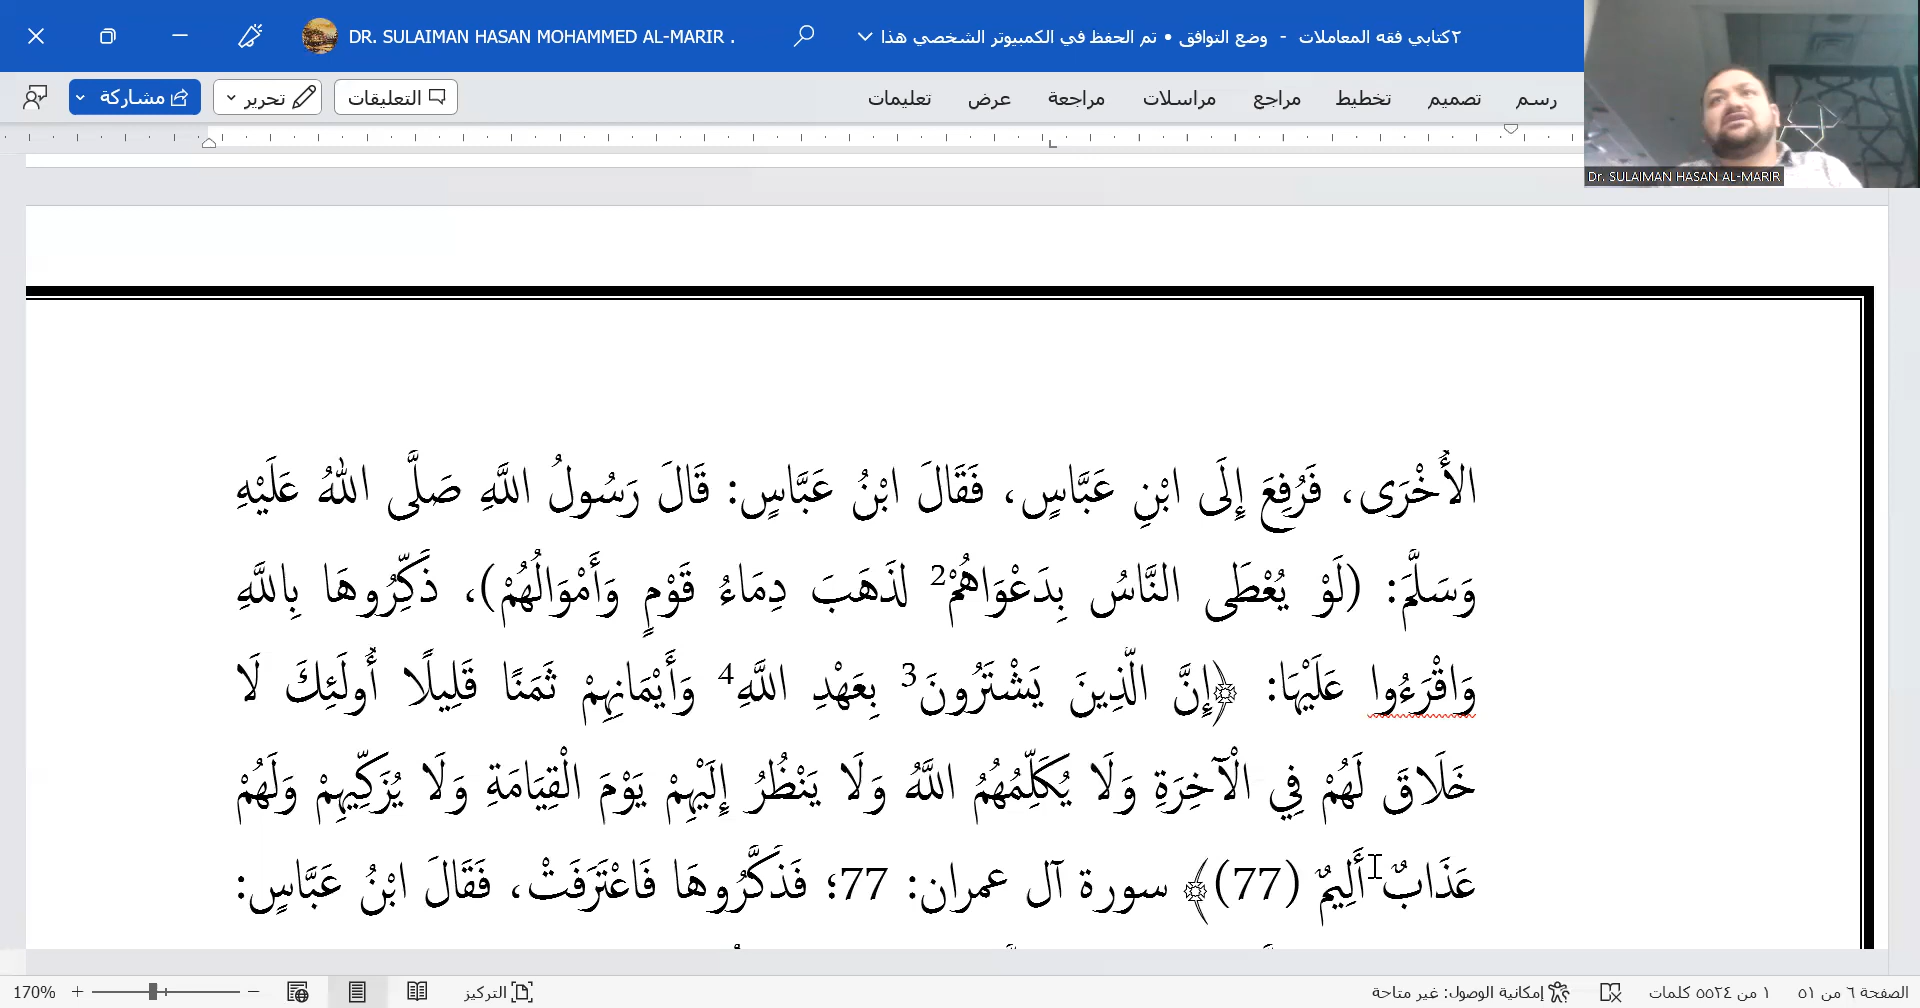 ٢كتابي فقه المعاملات - وضع التوافق • تم الحفظ في الكمبيوتر الشخصي هذا
DR. SULAIMAN HASAN MOHAMMED AL-MARIR .
رسم تصميم تخطيط مراجع مراسلات مراجعة عرض تعليمات
التعليقات تحرير مشاركة
Dr. SULAIMAN HASAN AL-MARIR
الأُخْرَى، فَرُفِعَ إِلَى ابْنِ عَبَّاسٍ، فَقَالَ ابْنُ عَبَّاسٍ: قَالَ رَسُولُ اللَّهِ صَلَّى اللهُ عَلَيْهِ
وَسَلَّمَ: (لَوْ يُعْطَى النَّاسُ بِدَعْوَاهُمْ2 لذَهَبَ دِمَاءُ قَوْمٍ وَأَمْوَالُهُمْ)، ذَكِّرُوهَا بِاللَّهِ
وَاقْرَءُوا عَلَيْهَا: ﴿إِنَّ الَّذِينَ يَشْتَرُونَ3 بِعَهْدِ اللَّهِ4 وَأَيْمَانِهِمْ ثَمَنًا قَلِيلًا أُولَئِكَ لَا
خَلَاقَ لَهُمْ فِي الْآخِرَةِ وَلَا يُكَلِّمُهُمُ اللَّهُ وَلَا يَنْظُرُ إِلَيْهِمْ يَوْمَ الْقِيَامَةِ وَلَا يُزَكِّيهِمْ وَلَهُمْ
عَذَابٌ أَلِيمٌ (77)﴾ سورة آل عمران: 77؛ فَذَكَّرُوهَا فَاعْتَرَفَتْ، فَقَالَ ابْنُ عَبَّاسٍ:
الصفحة ٦ من ٥١ ١ من ٥٥٢٤ كلمات إمكانية الوصول: غير متاحة التركيز 170%